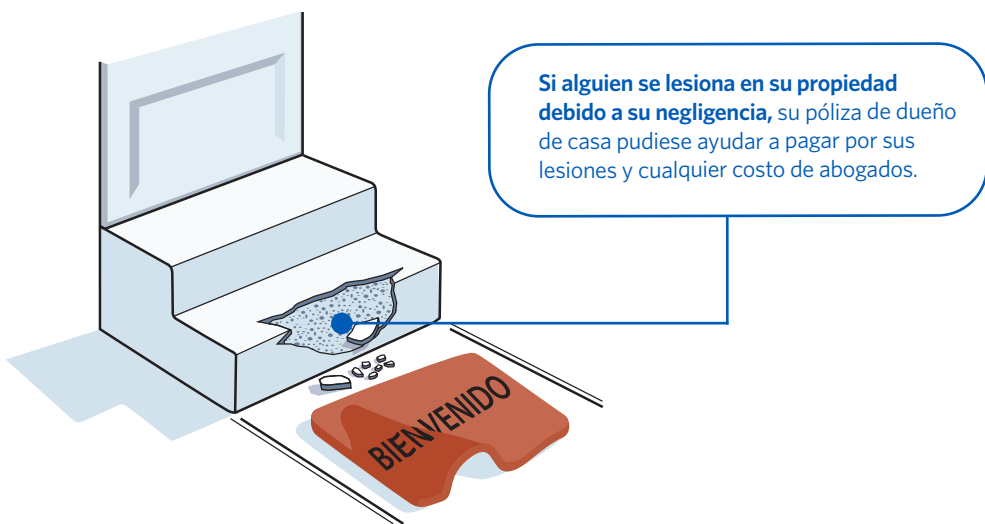 Si alguien se lesiona en su propiedad
debido a su negligencia, su póliza de dueño
de casa pudiese ayudar a pagar por sus
lesiones y cualquier costo de abogados.
BIENVENIDO